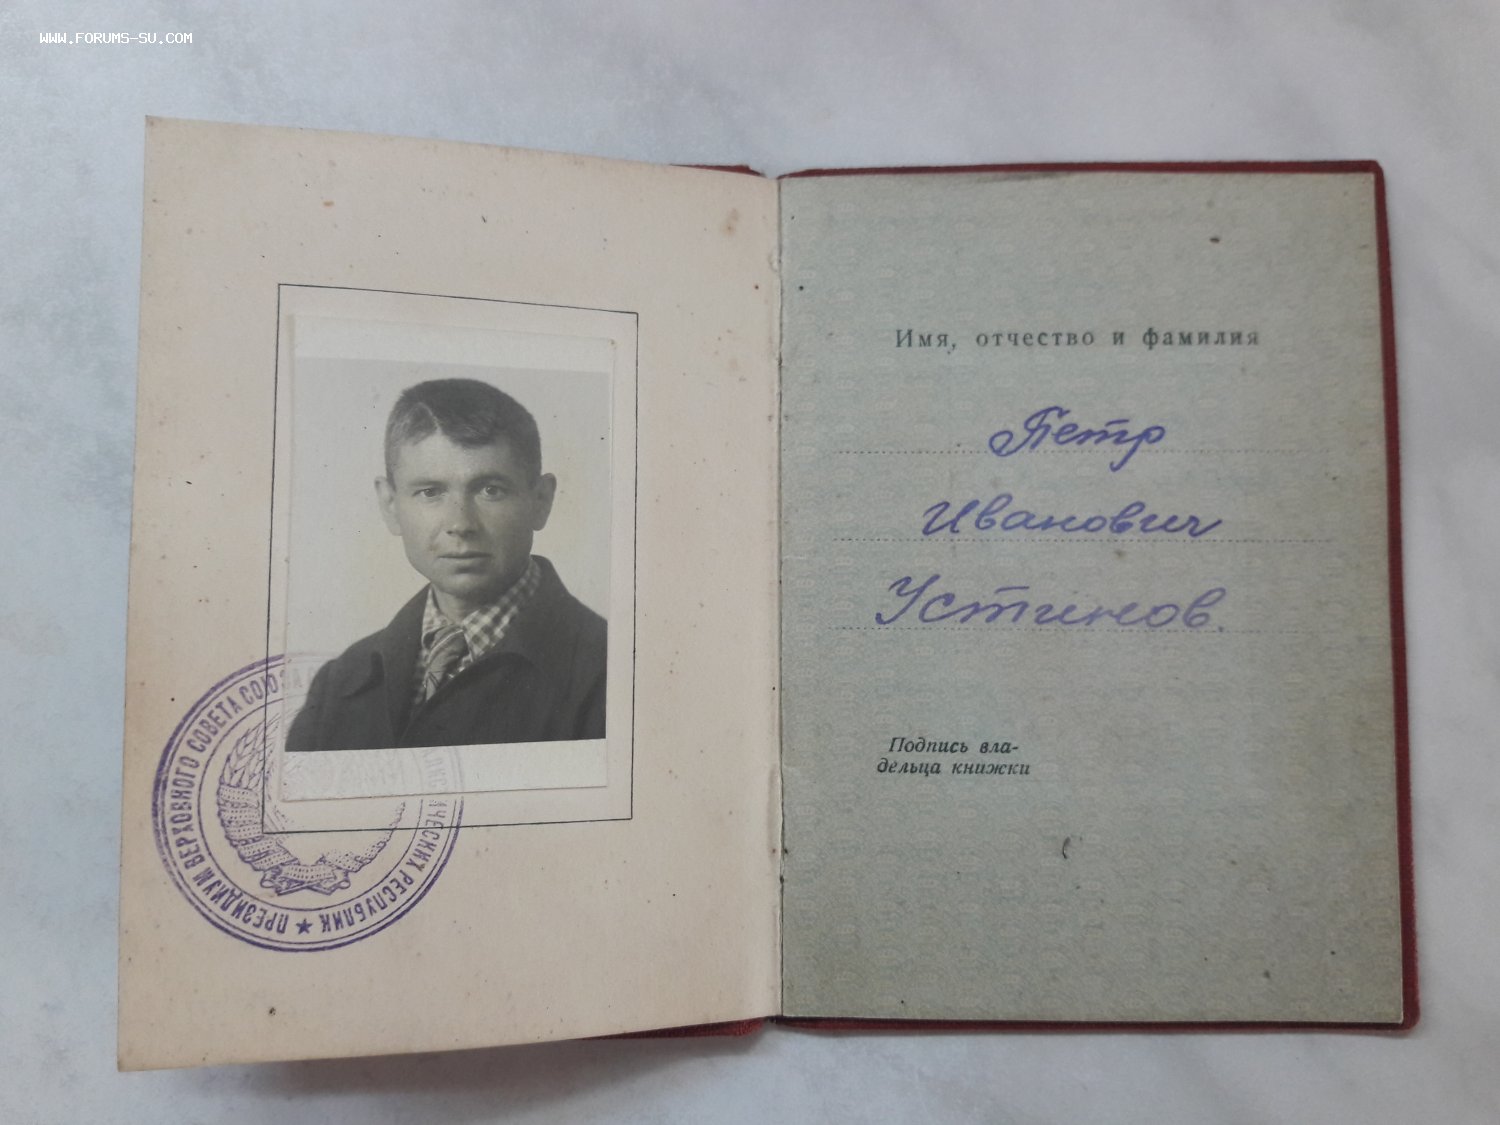 WWW.FORUMS-SU.COM
Имя, отчество и фамилия
Петр
Иванович
Устинов.
Подпись вла-
дельца книжки
ПРЕЗИДИУМ ВЕРХОВНОГО СОВЕТА СОЮЗА РЕСПУБЛИК